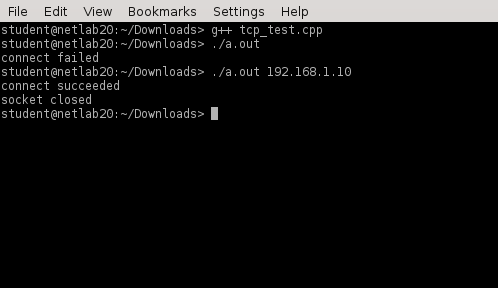 File Edit View Bookmarks Settings Help
student@netlab20:~/Downloads> g++ tcp_test.cpp
student@netlab20:~/Downloads> ./a.out
connect failed
student@netlab20:~/Downloads> ./a.out 192.168.1.10
connect succeeded
socket closed
student@netlab20:~/Downloads>